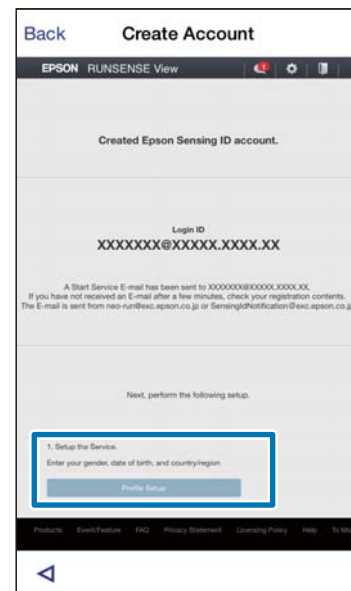 Back Create Account
EPSON RUNSENSE View
Created Epson Sensing ID account.
Login ID
XXXXXXX@XXXXX.XXXX.XX
A Start Service E-mail has been sent to XXXXXXX@XXXXX.XXXX.XX.
If you have not received an E-mail after a few minutes, check your registration contents.
The E-mail is sent from neo-run@exc.epson.co.jp or SensingIdNotification@exc.epson.co.jp
Next, perform the following setup.
1. Setup the Service.
Enter your gender, date of birth, and country/region
Profile Setup
Products Event/Feature FAQ Privacy Statement Licensing Policy Help To